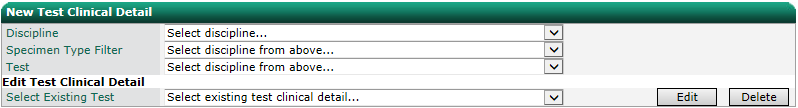 New Test Clinical Detail
Discipline Select discipline...
Specimen Type Filter Select discipline from above...
Test Select discipline from above...
Edit Test Clinical Detail
Select Existing Test Select existing test clinical detail... Edit Delete